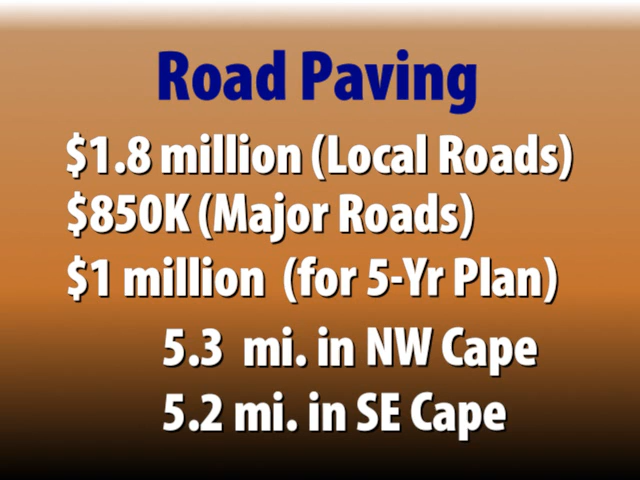 Road Paving
$1.8 million (Local Roads)
$850K (Major Roads)
$1 million (for 5-Yr Plan)
5.3 mi. in NW Cape
5.2 mi. in SE Cape